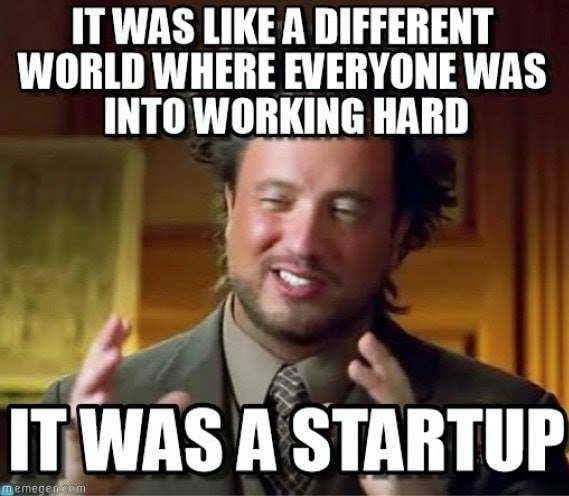 IT WAS LIKE A DIFFERENT
WORLD WHERE EVERYONE WAS
INTO WORKING HARD
IT WAS A STARTUP
memegen.com